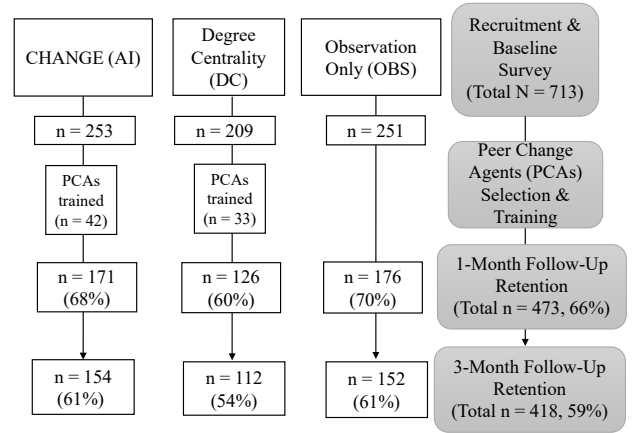 CHANGE (AI)
Degree
Centrality
(DC)
Observation
Only (OBS)
Recruitment &
Baseline
Survey
(Total N = 713)
n = 253
n = 209
n = 251
PCAs
trained
(n = 42)
PCAs
trained
(n = 33)
Peer Change
Agents (PCAs)
Selection &
Training
n = 171
(68%)
n = 126
(60%)
n = 176
(70%)
1-Month Follow-Up
Retention
(Total n = 473, 66%)
n = 154
(61%)
n = 112
(54%)
n = 152
(61%)
3-Month Follow-Up
Retention
(Total n = 418, 59%)